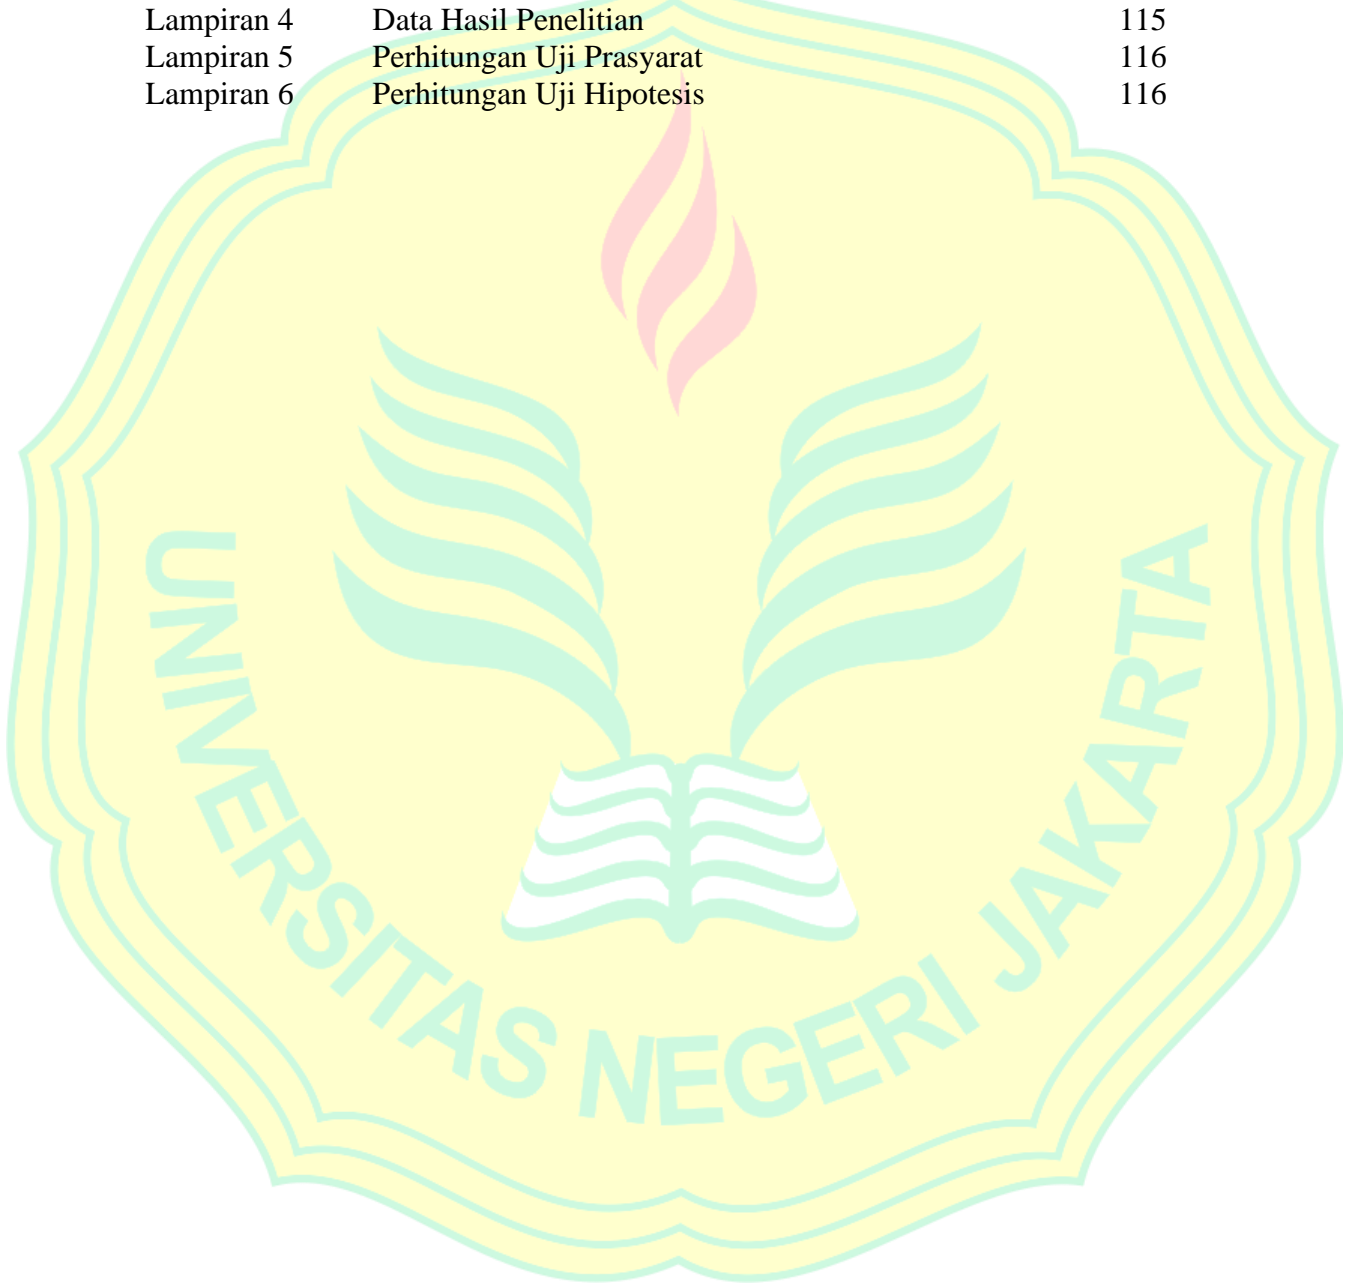 Lampiran 4 Data Hasil Penelitian 115
Lampiran 5 Perhitungan Uji Prasyarat 116
Lampiran 6 Perhitungan Uji Hipotesis 116
UNIVERSITAS NEGERI JAKARTA